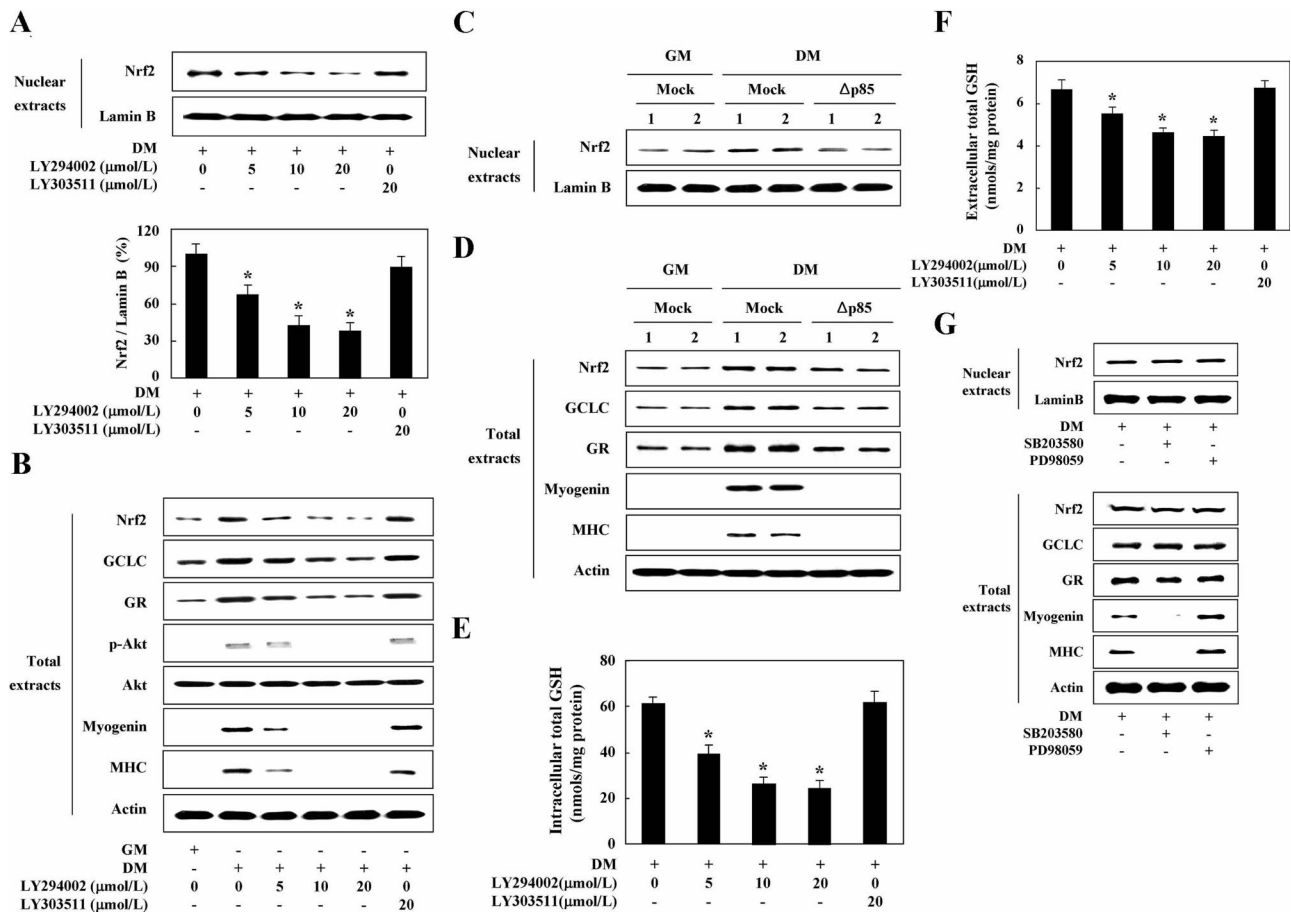 A
Nuclear extracts
Nrf2
Lamin B
DM + + + + +
LY294002 (μmol/L) 0 5 10 20 0
LY303511 (μmol/L) - - - - 20
Nrf2 / Lamin B (%)
120
90
60
30
0
* * *
DM + + + + +
LY294002 (μmol/L) 0 5 10 20 0
LY303511 (μmol/L) - - - - 20
B
Total extracts
Nrf2
GCLC
GR
p-Akt
Akt
Myogenin
MHC
Actin
GM + - - - - -
DM - + + + + +
LY294002 (μmol/L) 0 0 5 10 20 0
LY303511 (μmol/L) - - - - - 20
C
GM DM
Mock Mock Δp85
1 2 1 2 1 2
Nuclear extracts
Nrf2
Lamin B
D
GM DM
Mock Mock Δp85
1 2 1 2 1 2
Total extracts
Nrf2
GCLC
GR
Myogenin
MHC
Actin
E
Intracellular total GSH
(nmols/mg protein)
80
60
40
20
0
* * *
DM + + + + +
LY294002(μmol/L) 0 5 10 20 0
LY303511(μmol/L) - - - - 20
F
Extracellular total GSH
(nmols/mg protein)
8
6
4
2
0
* * *
DM + + + + +
LY294002(μmol/L) 0 5 10 20 0
LY303511(μmol/L) - - - - 20
G
Nuclear extracts
Nrf2
LaminB
DM + + +
SB203580 - + -
PD98059 - - +
Total extracts
Nrf2
GCLC
GR
Myogenin
MHC
Actin
DM + + +
SB203580 - + -
PD98059 - - +